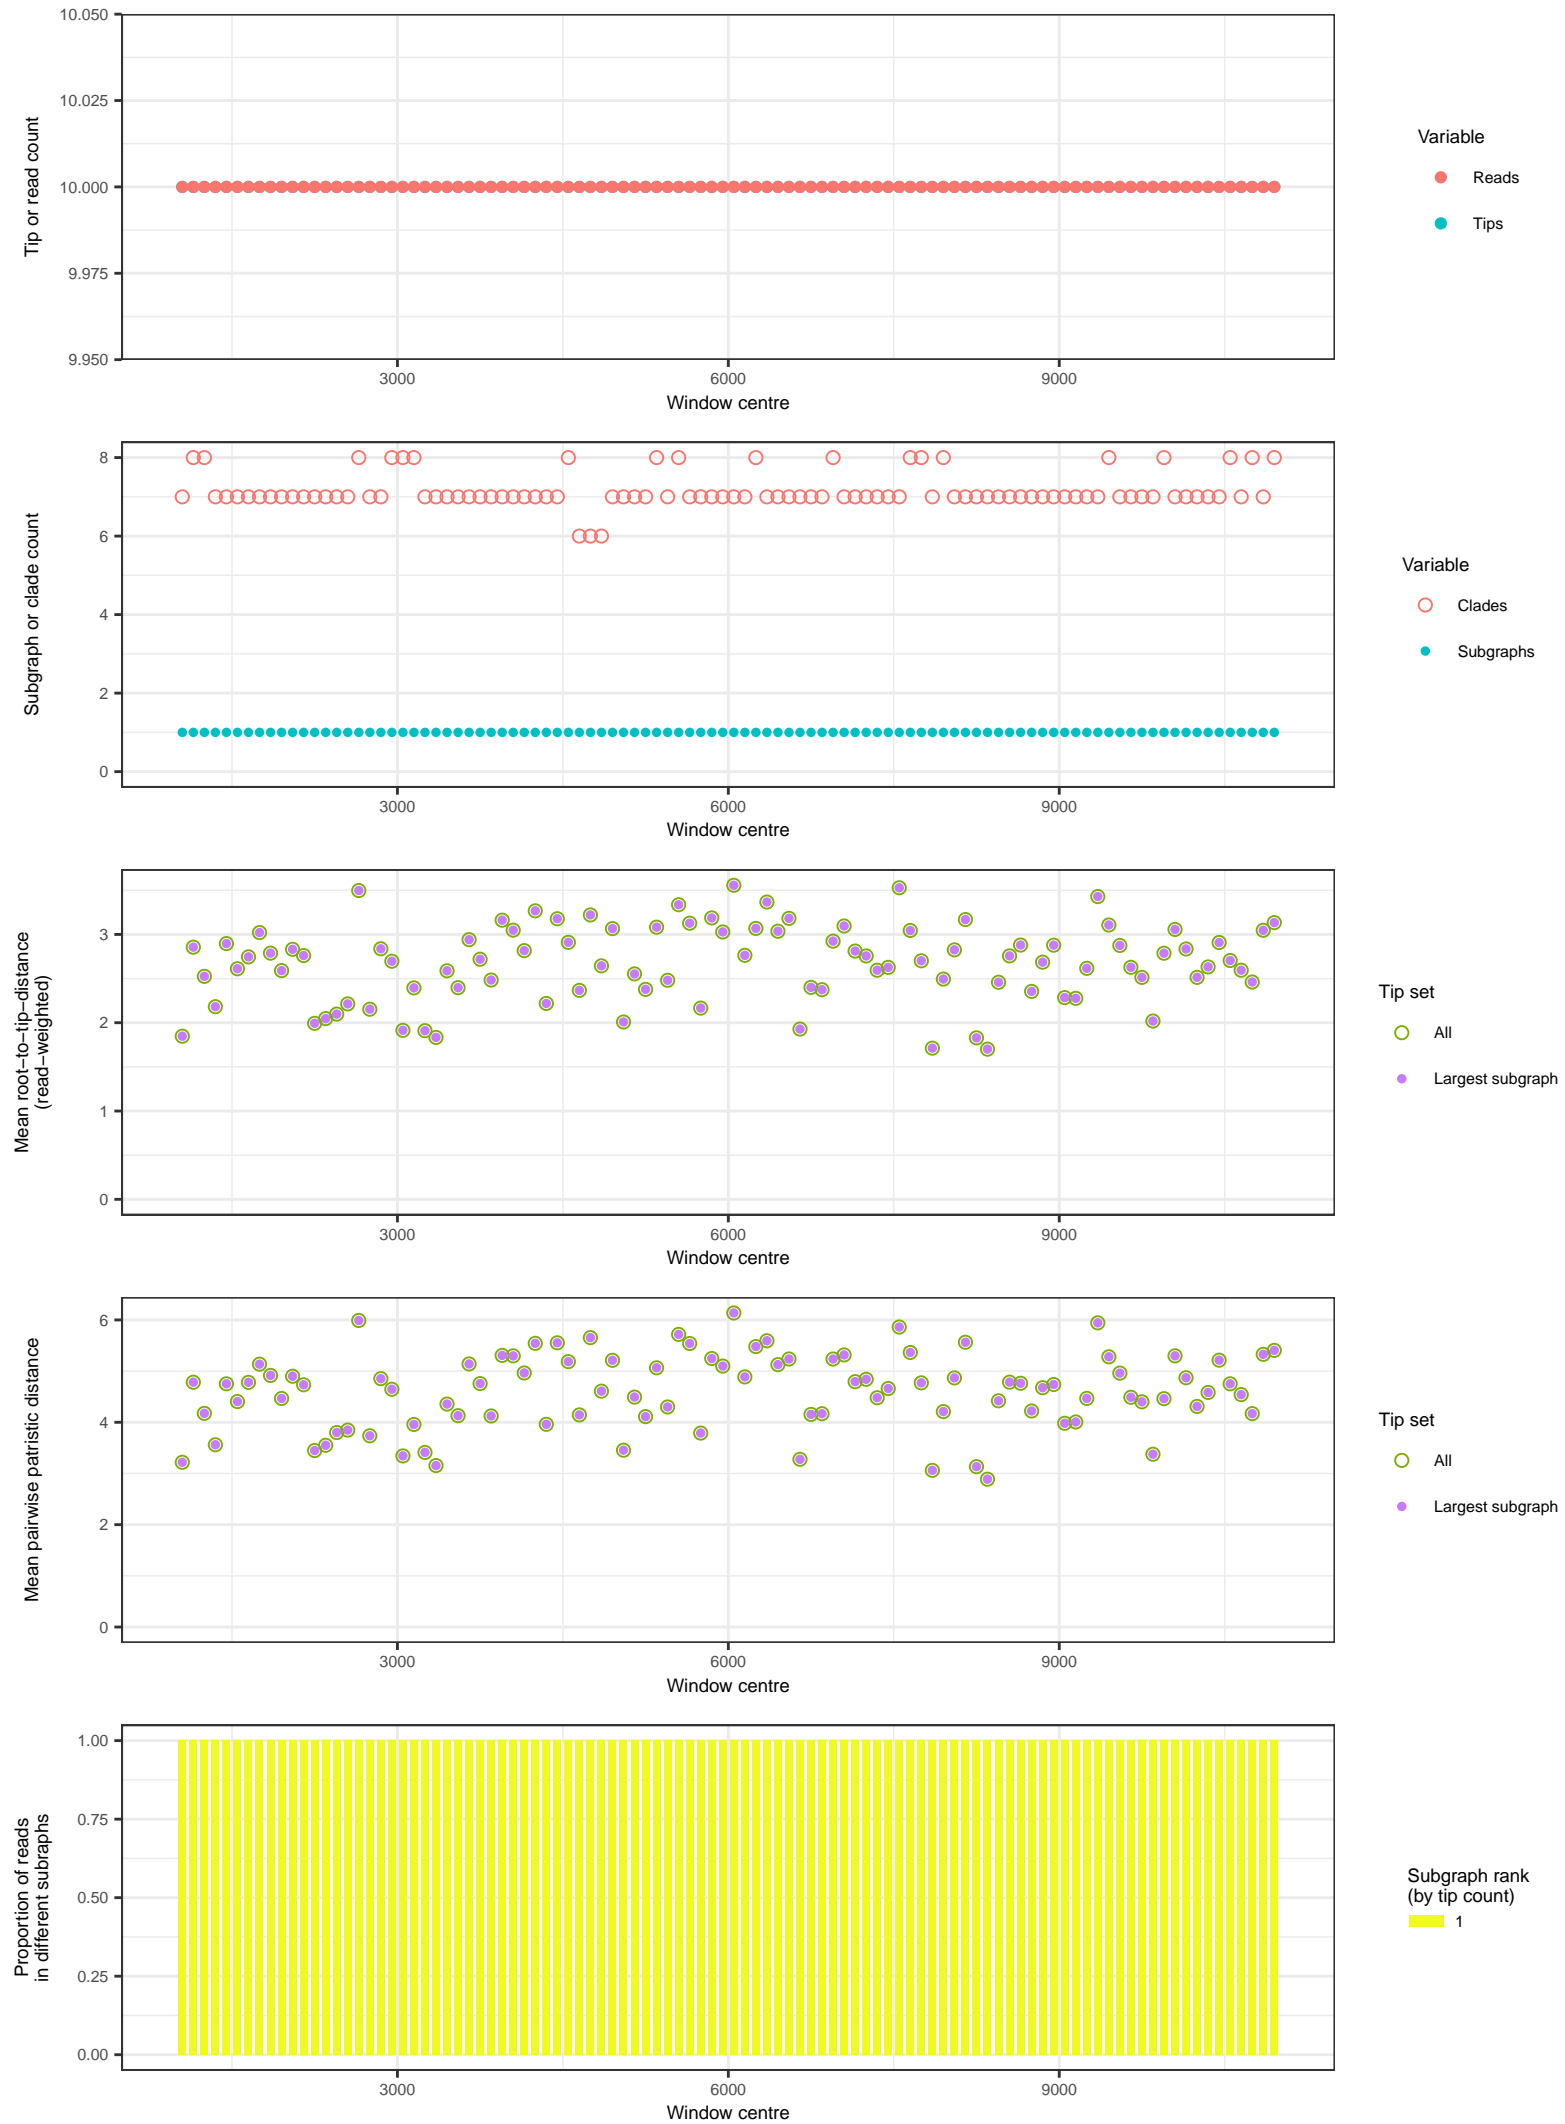 10.050
10.025
10.000
9.975
9.950
Tip or read count
3000
6000
9000
Window centre
Variable
Reads
Tips
8
6
4
2
0
Subgraph or clade count
3000
6000
9000
Window centre
Variable
Clades
Subgraphs
3
2
1
0
Mean root−to−tip−distance
(read−weighted)
3000
6000
9000
Window centre
Tip set
All
Largest subgraph
6
4
2
0
Mean pairwise patristic distance
3000
6000
9000
Window centre
Tip set
All
Largest subgraph
1.00
0.75
0.50
0.25
0.00
Proportion of reads
in different subraphs
3000
6000
9000
Window centre
Subgraph rank
(by tip count)
1